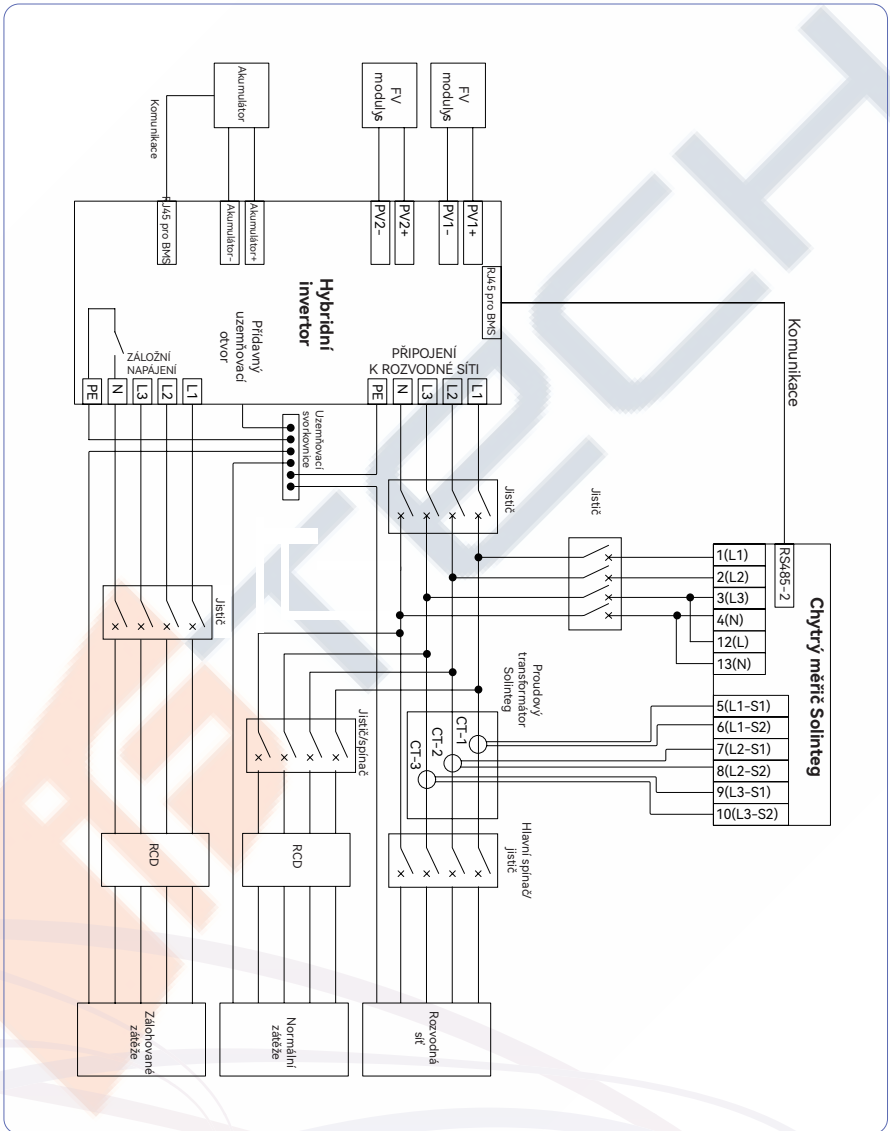 Akumulátor
Komunikace
FV
modulys
FV
modulys
RJ45 pro BMS
Akumulátor-
Akumulátor+
PV2-
PV2+
PV1-
PV1+
RJ45 pro BMS
Komunikace
Hybridní
invertor
Přídavný
uzemňovací
otvor
ZÁLOŽNÍ
NAPÁJENÍ
PŘIPOJENÍ
K ROZVODNÉ SÍTI
PE
N
L3
L2
L1
PE
N
L3
L2
L1
Uzemňovací
svorkovnice
Jistič
Jistič
Jistič
RS485-2
Chytrý měřič Solinteg
1(L1)
2(L2)
3(L3)
4(N)
12(L)
13(N)
5(L1-S1)
6(L1-S2)
7(L2-S1)
8(L2-S2)
9(L3-S1)
10(L3-S2)
Proudový
transformátor
Solinteg
CT-1
CT-2
CT-3
Jistič/spínač
Hlavní spínač/
jistič
RCD
RCD
Zálohované
zátěže
Normální
zátěže
Rozvodná
síť
TECH